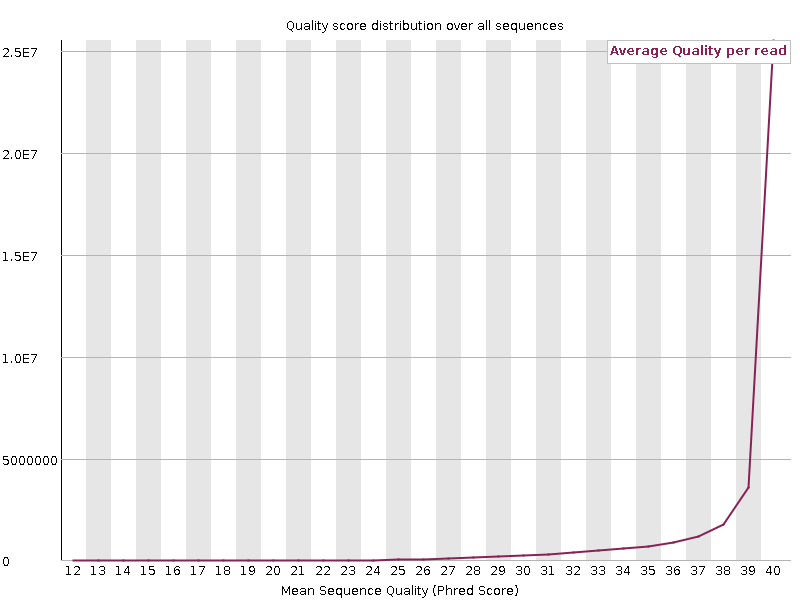 Quality score distribution over all sequences
Average Quality per read
2.5E7
2.0E7
1.5E7
1.0E7
5000000
0
12 13 14 15 16 17 18 19 20 21 22 23 24 25 26 27 28 29 30 31 32 33 34 35 36 37 38 39 40
Mean Sequence Quality (Phred Score)